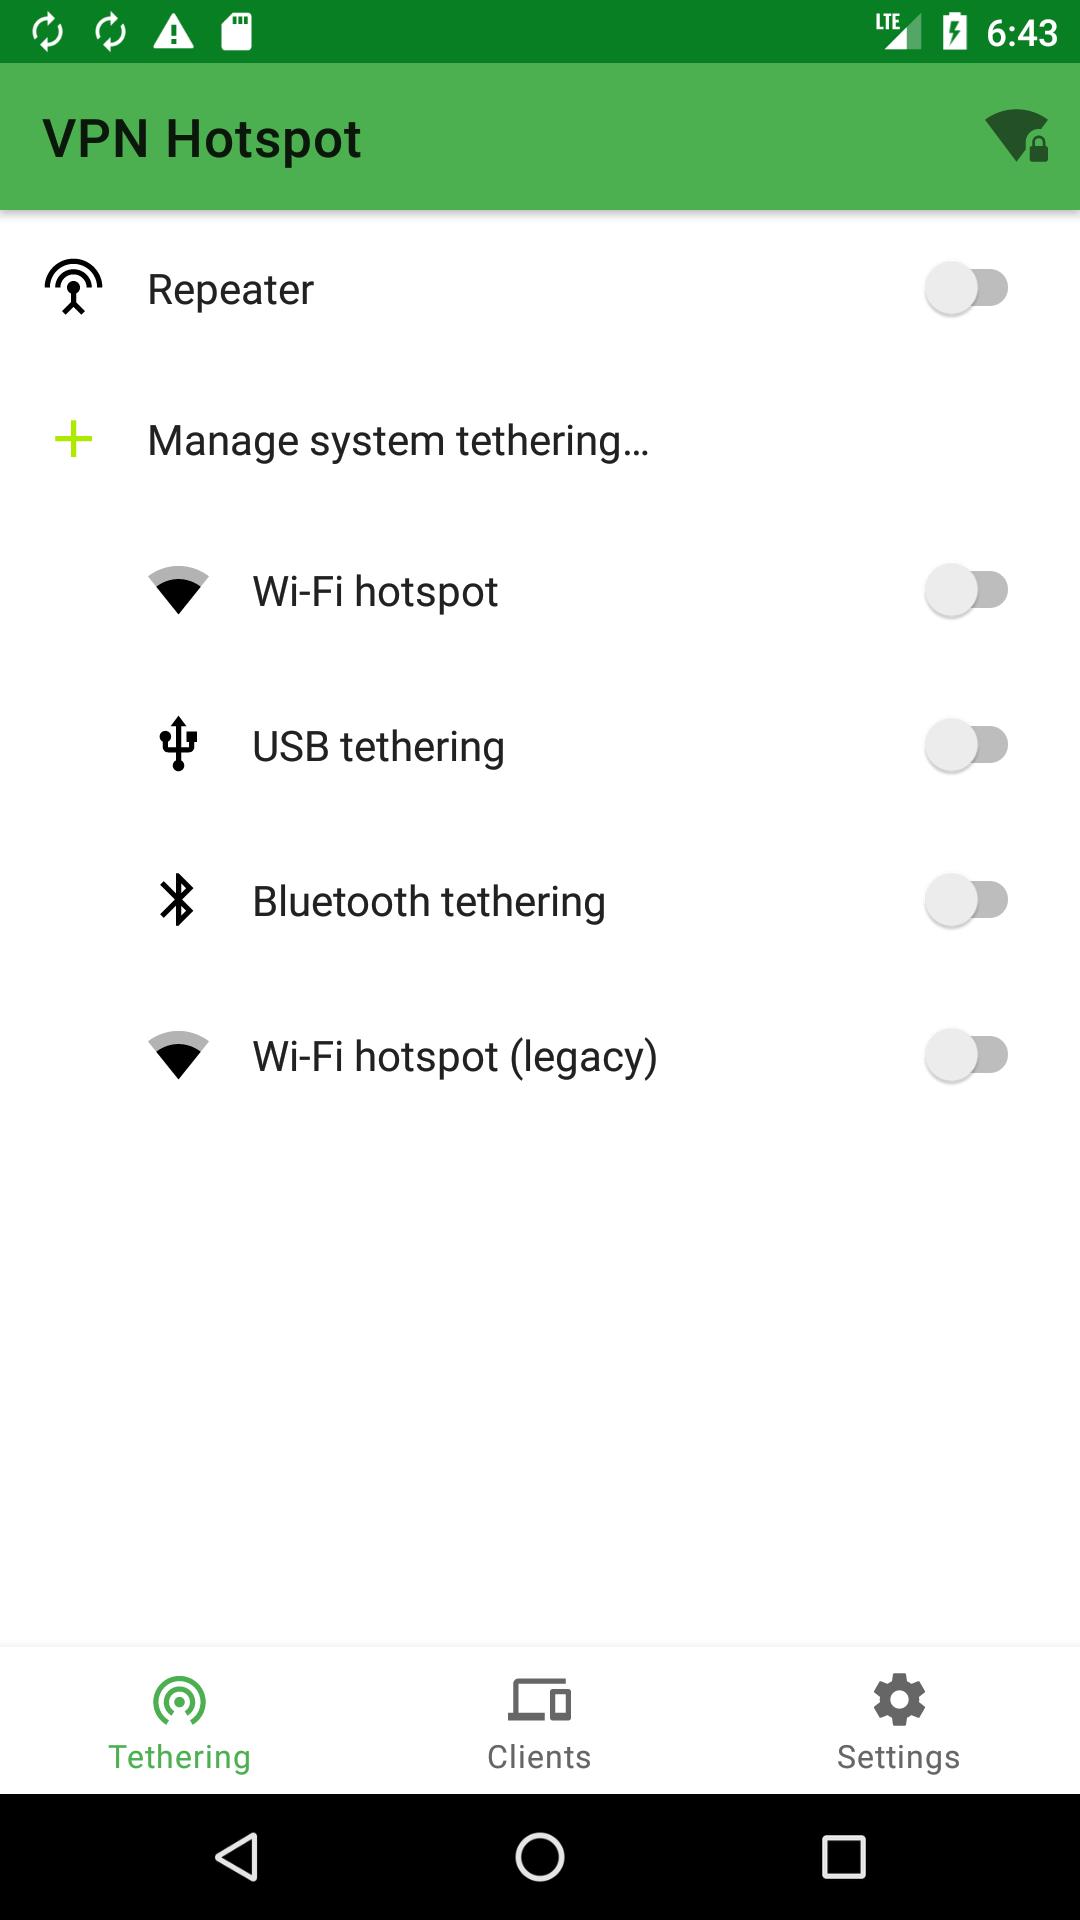 LTE 6:43
VPN Hotspot
Repeater
Manage system tethering…
Wi-Fi hotspot
USB tethering
Bluetooth tethering
Wi-Fi hotspot (legacy)
Tethering Clients Settings